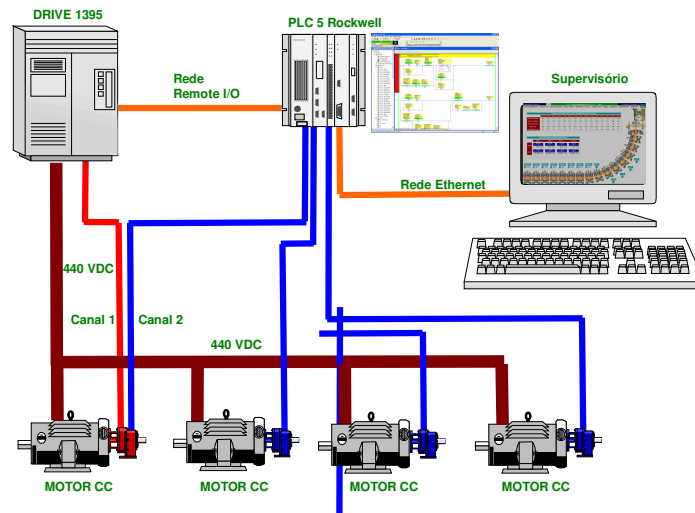 DRIVE 1395
PLC 5 Rockwell
Rede
Remote I/O
Supervisório
Rede Ethernet
440 VDC
Canal 1
Canal 2
440 VDC
MOTOR CC
MOTOR CC
MOTOR CC
MOTOR CC